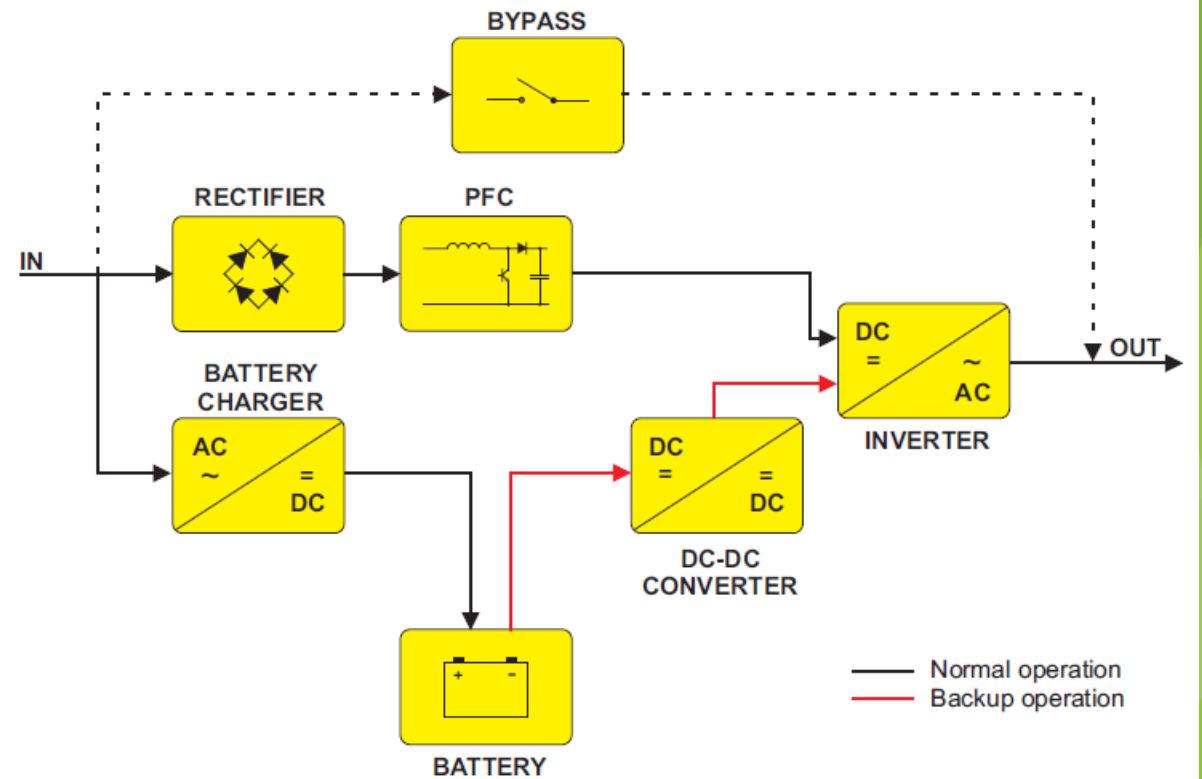 BYPASS
RECTIFIER
PFC
IN
DC
=
~
AC
OUT
INVERTER
BATTERY
CHARGER
AC
~
=
DC
DC
=
=
DC
DC-DC
CONVERTER
+ -
BATTERY
Normal operation
Backup operation